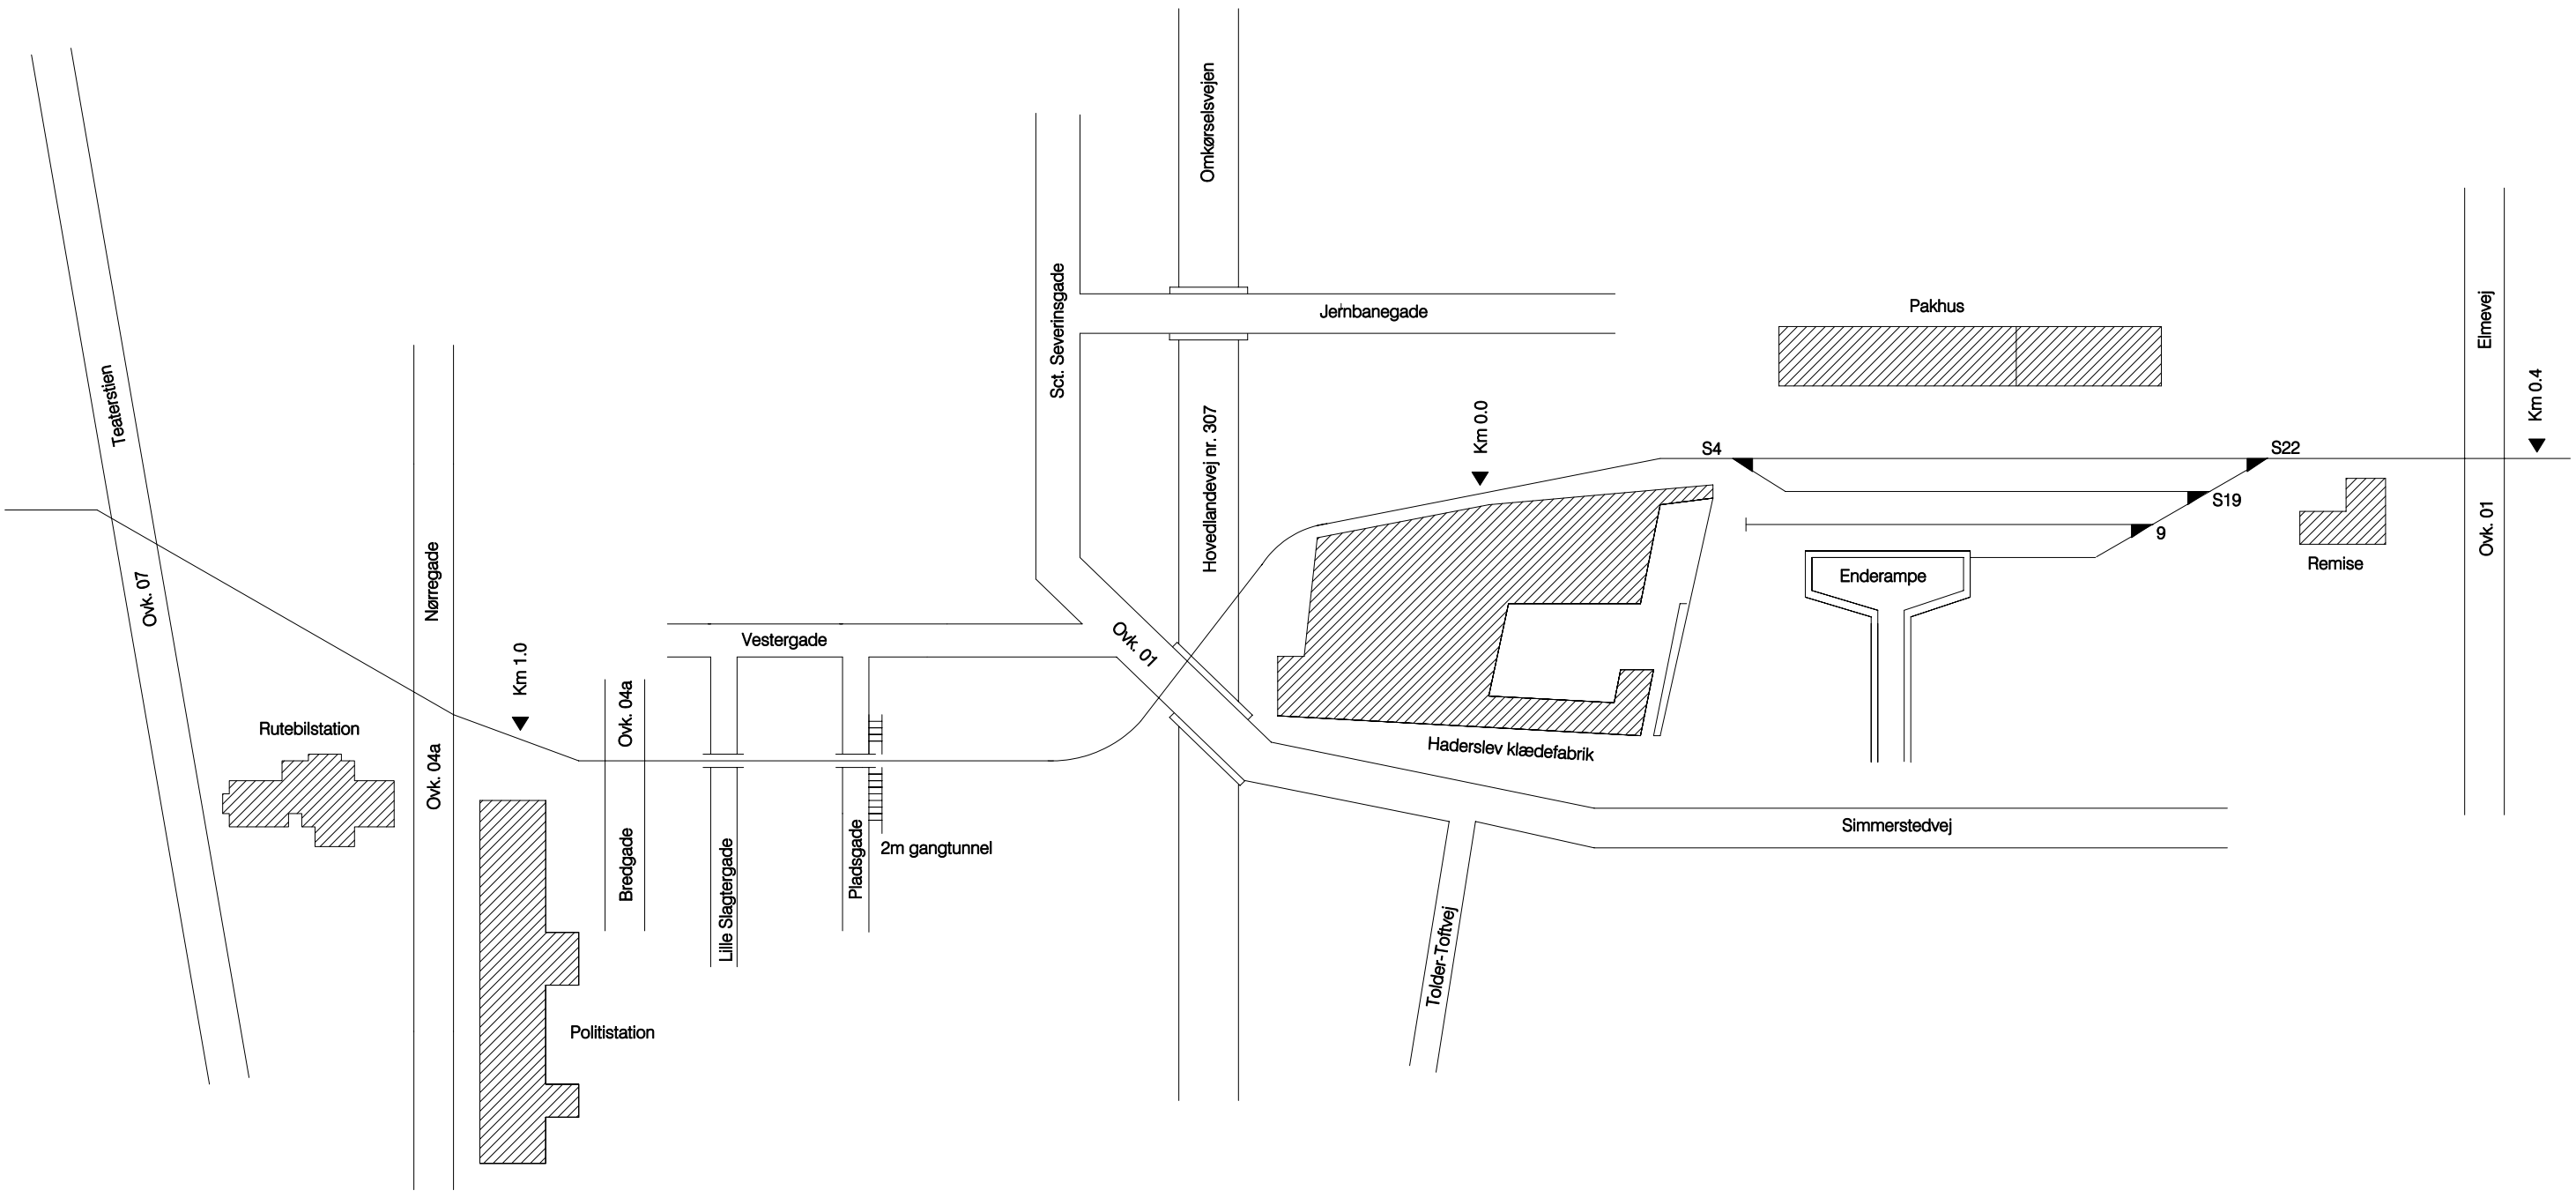 Teaterstien
Ovk. 07
Rutebilstation
Nørregade
Ovk. 04a
Km 1.0
Politistation
Ovk. 04a
Bredgade
Vestergade
Lille Slagtergade
Pladsgade
2m gangtunnel
Sct. Severinsgade
Ovk. 01
Omkørselsvejen
Hovedlandevej nr. 307
Jernbanegade
Km 0.0
Haderslev klædefabrik
Tolder-Toftvej
Simmerstedvej
Pakhus
S4
S22
S19
9
Enderampe
Remise
Elmevej
Ovk. 01
Km 0.4